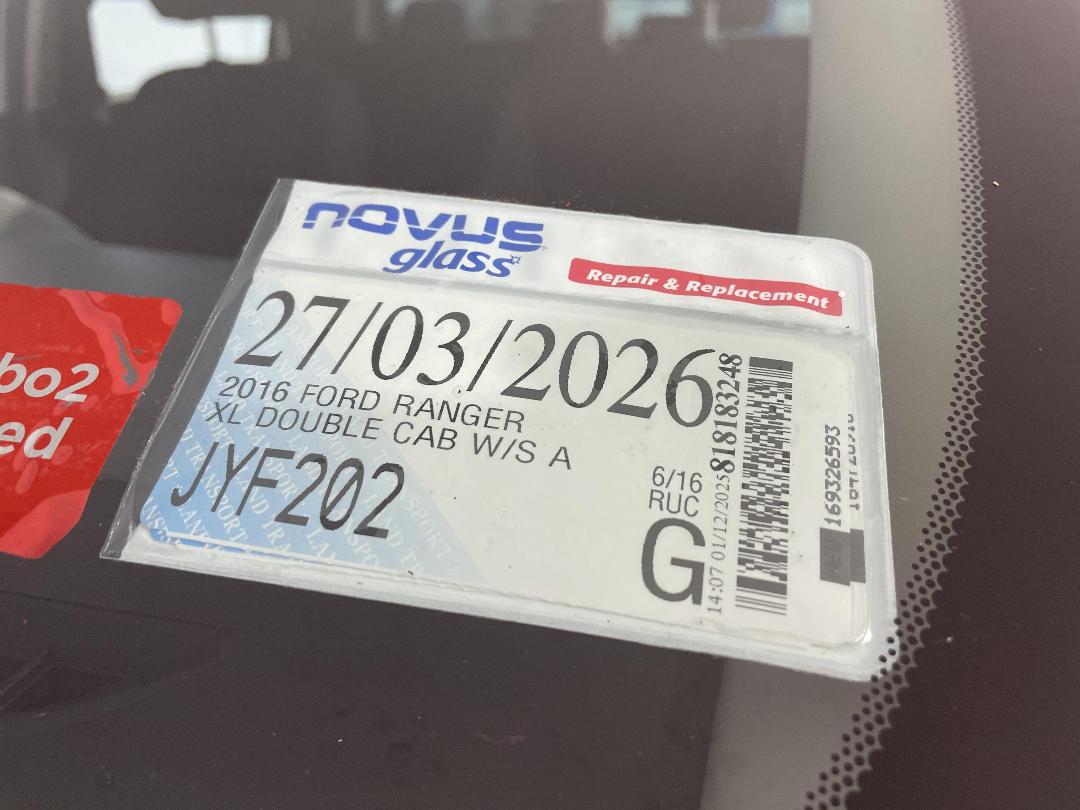 novus
glass
Repair & Replacement
27/03/2026
2016 FORD RANGER
XL DOUBLE CAB W/S A
JYF202
6/16
RUC
G
14:07 01/12/2025 818183248
169326593
bo2
ed